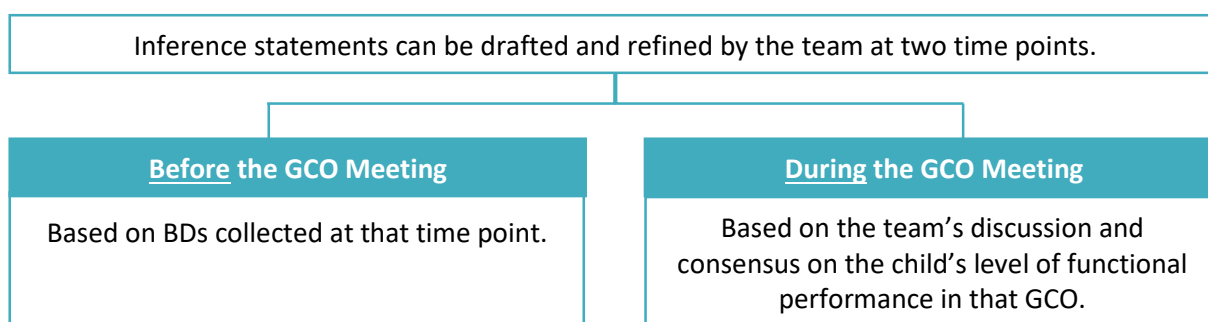 Inference statements can be drafted and refined by the team at two time points.
Before the GCO Meeting
Based on BDs collected at that time point.
During the GCO Meeting
Based on the team’s discussion and
consensus on the child’s level of functional
performance in that GCO.